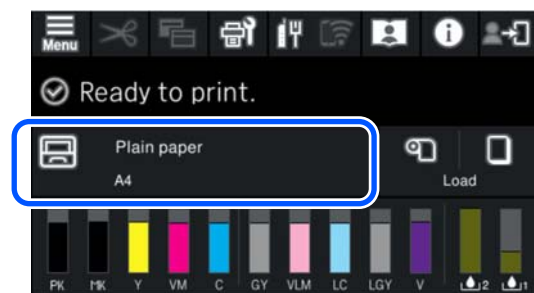 Menu
Ready to print.
Plain paper
A4
Load
PK MK Y VM C GY VLM LC LGY V 2 1